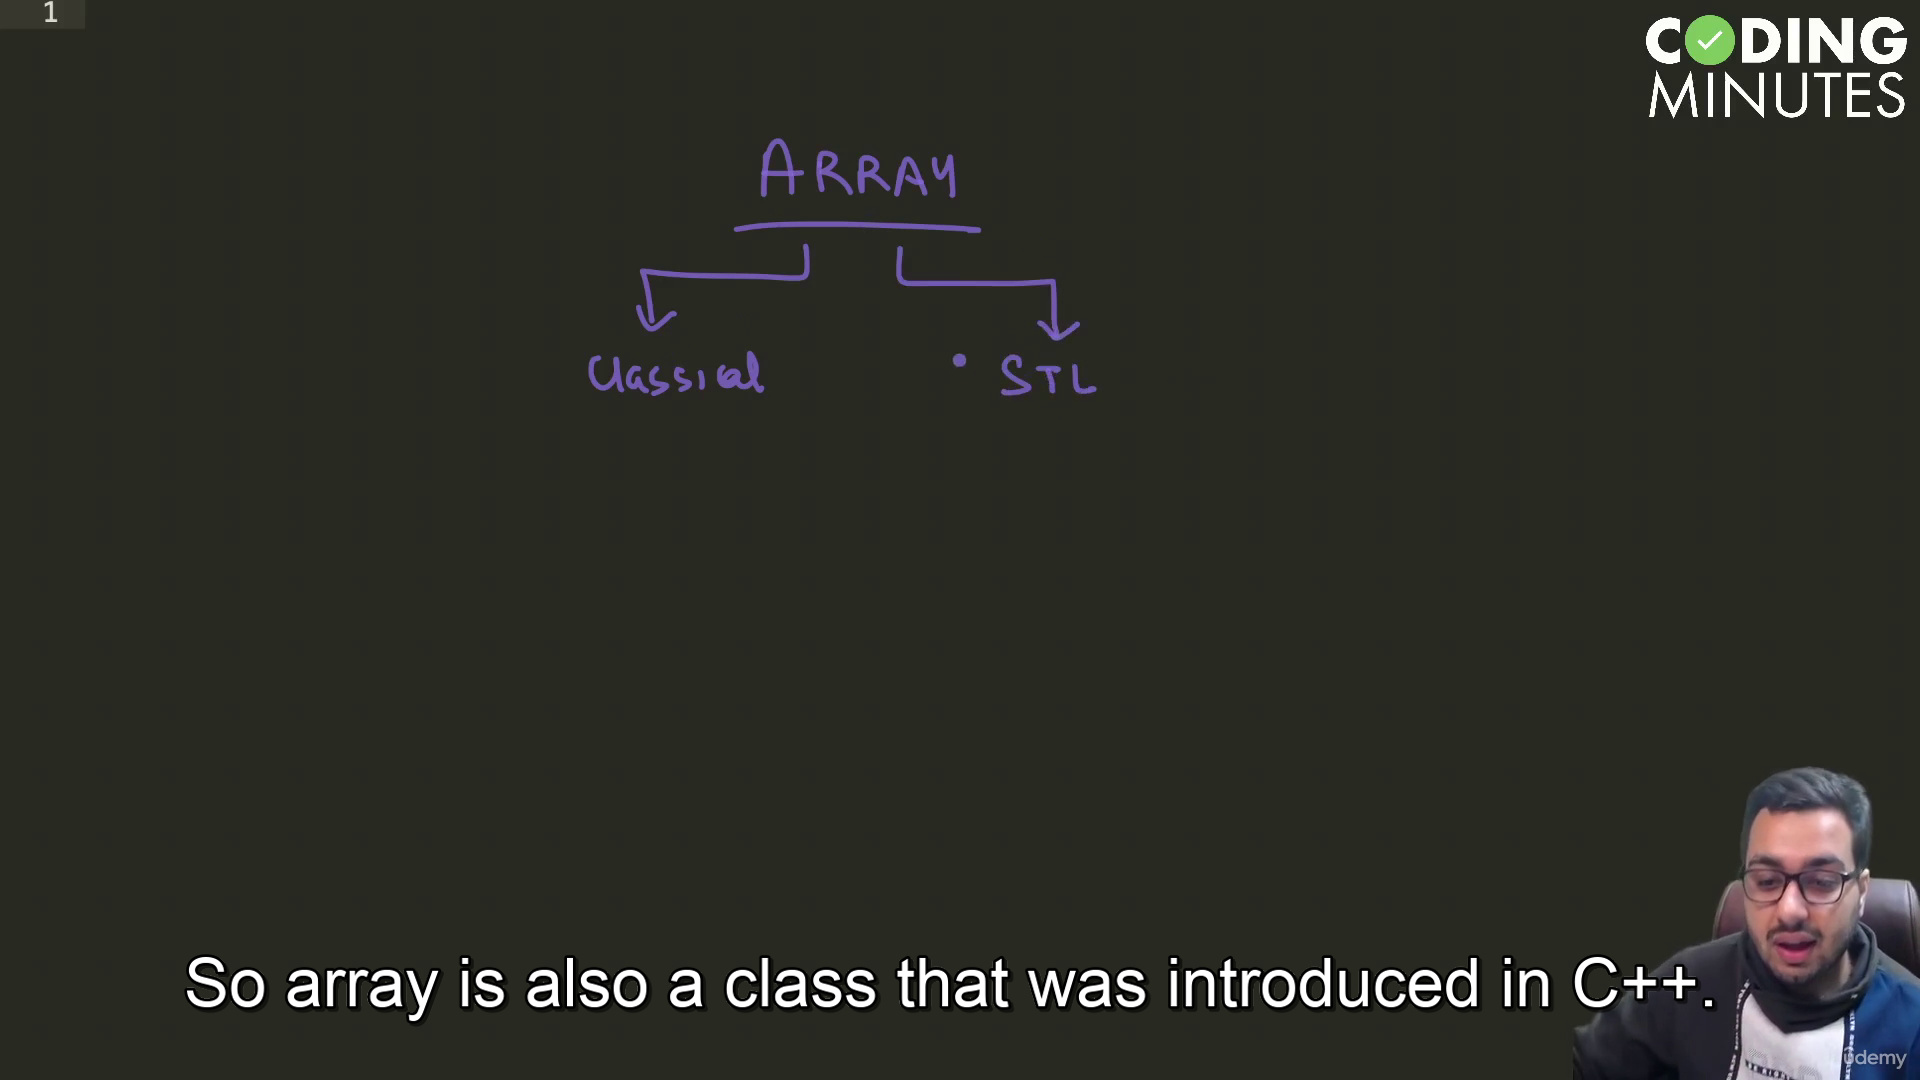 1
CODING
MINUTES
ARRAY
Classical
STL
So array is also a class that was introduced in C++.
udemy